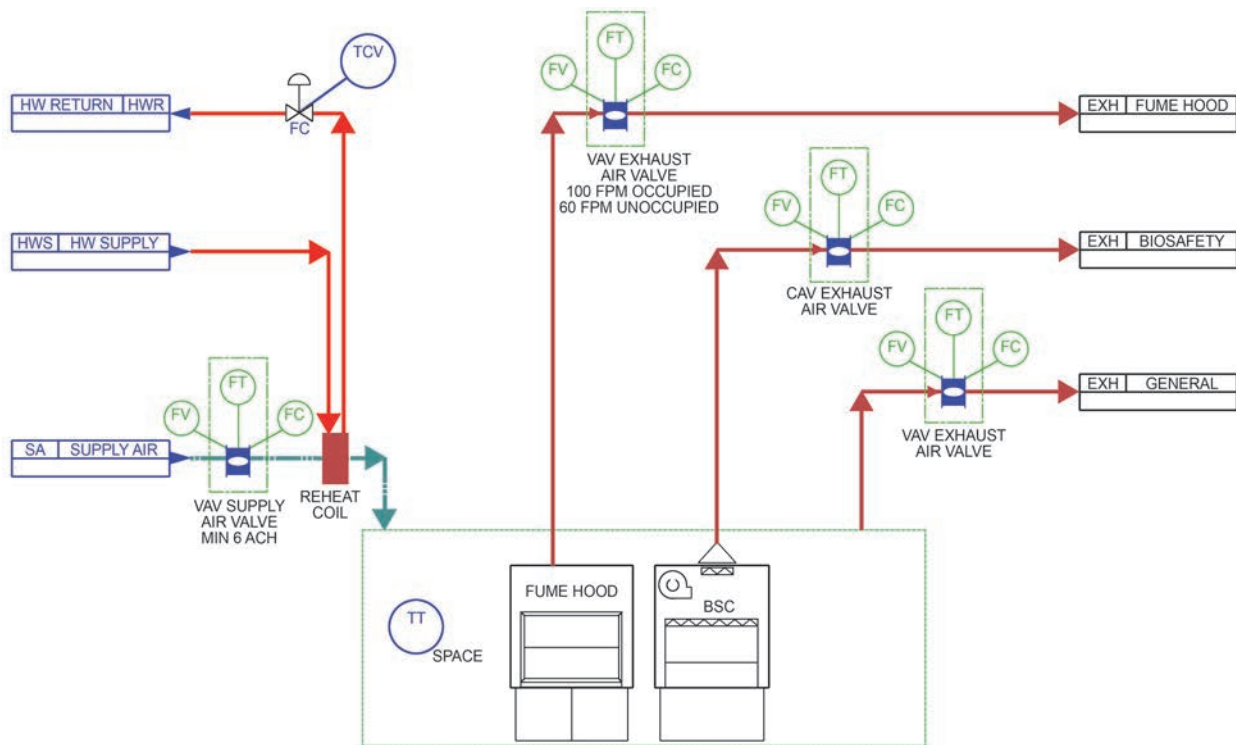 TCV
HW RETURN HWR
FC
HWS HW SUPPLY
FT
FV FC
SA SUPPLY AIR
VAV SUPPLY
AIR VALVE
MIN 6 ACH
REHEAT
COIL
FT
FV FC
VAV EXHAUST
AIR VALVE
100 FPM OCCUPIED
60 FPM UNOCCUPIED
EXH FUME HOOD
FT
FV FC
CAV EXHAUST
AIR VALVE
EXH BIOSAFETY
FT
FV FC
VAV EXHAUST
AIR VALVE
EXH GENERAL
TT
SPACE
FUME HOOD
BSC